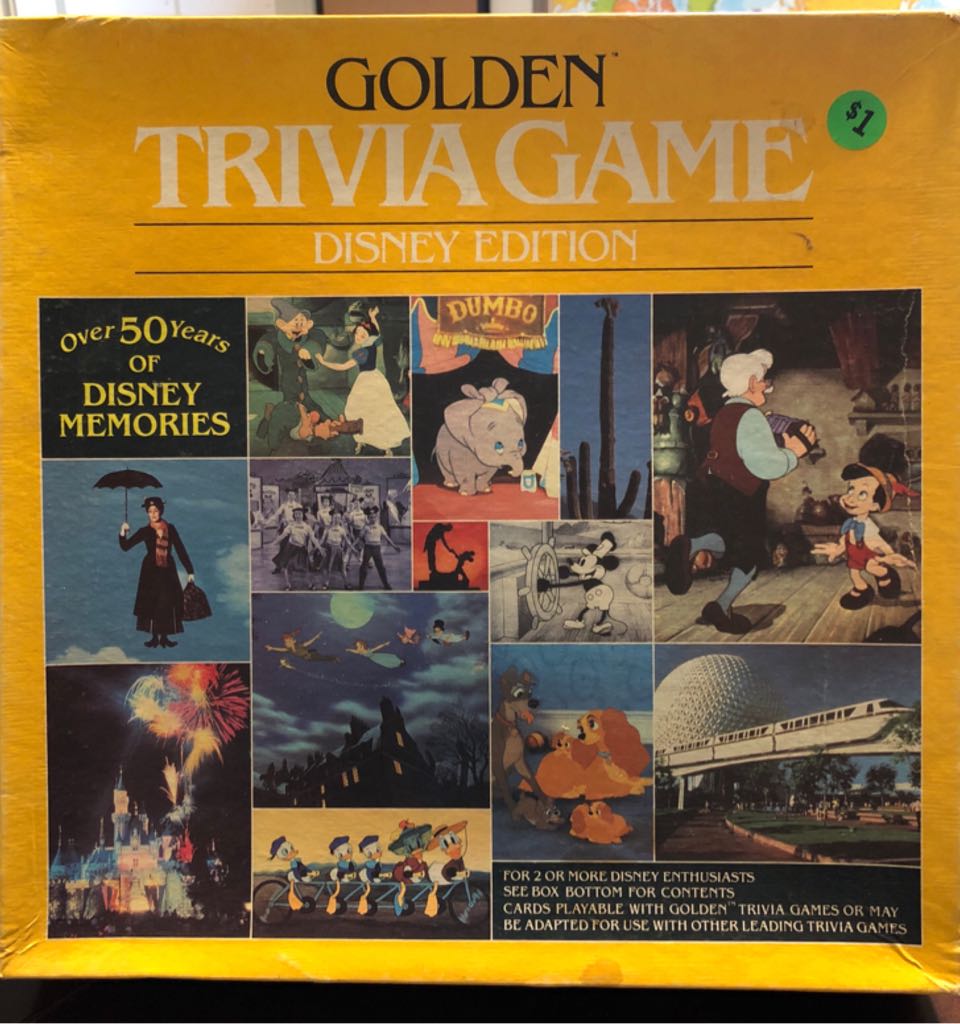 GOLDEN™
TRIVIA GAME
$1
DISNEY EDITION
Over 50 Years
OF
DISNEY
MEMORIES
DUMBO
D
FOR 2 OR MORE DISNEY ENTHUSIASTS
SEE BOX BOTTOM FOR CONTENTS
CARDS PLAYABLE WITH GOLDEN™ TRIVIA GAMES OR MAY
BE ADAPTED FOR USE WITH OTHER LEADING TRIVIA GAMES